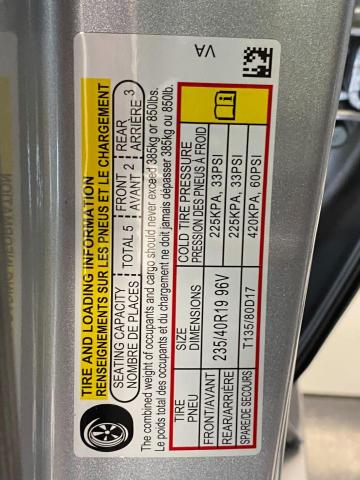 TIRE AND LOADING INFORMATION
RENSEIGNEMENTS SUR LES PNEUS ET LE CHARGEMENT
SEATING CAPACITY
NOMBRE DE PLACES
TOTAL 5
FRONT
AVANT 2
REAR
ARRIÈRE 3
The combined weight of occupants and cargo should never exceed 385kg or 850lbs.
Le poids total des occupants et du chargement ne doit jamais dépasser 385kg ou 850lb.
TIRE
PNEU
SIZE
DIMENSIONS
COLD TIRE PRESSURE
PRESSION DES PNEUS À FROID
FRONT/AVANT
235/40R19 96V
225KPA, 33PSI
REAR/ARRIÈRE
225KPA, 33PSI
SPARE/DE SECOURS
T135/80D17
420KPA, 60PSI
VA